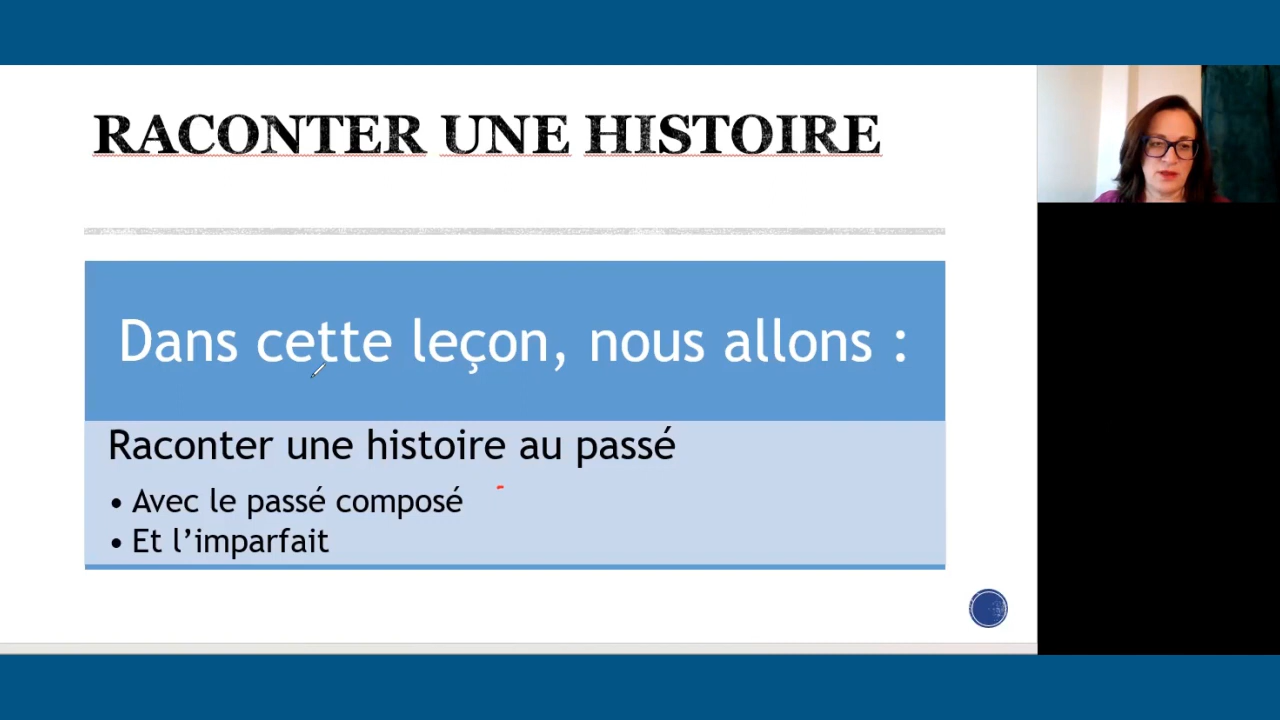 RACONTER UNE HISTOIRE
Dans cette leçon, nous allons :
Raconter une histoire au passé
• Avec le passé composé
• Et l’imparfait